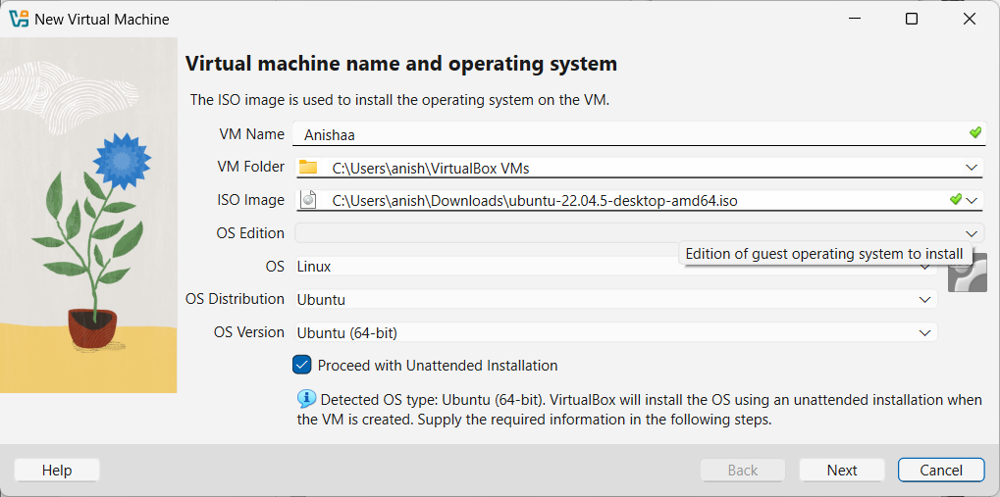 New Virtual Machine
Virtual machine name and operating system
The ISO image is used to install the operating system on the VM.
VM Name Anishaa
VM Folder C:\Users\anish\VirtualBox VMs
ISO Image C:\Users\anish\Downloads\ubuntu-22.04.5-desktop-amd64.iso
OS Edition
Edition of guest operating system to install
OS Linux
OS Distribution Ubuntu
OS Version Ubuntu (64-bit)
Proceed with Unattended Installation
Detected OS type: Ubuntu (64-bit). VirtualBox will install the OS using an unattended installation when
the VM is created. Supply the required information in the following steps.
Help Back Next Cancel